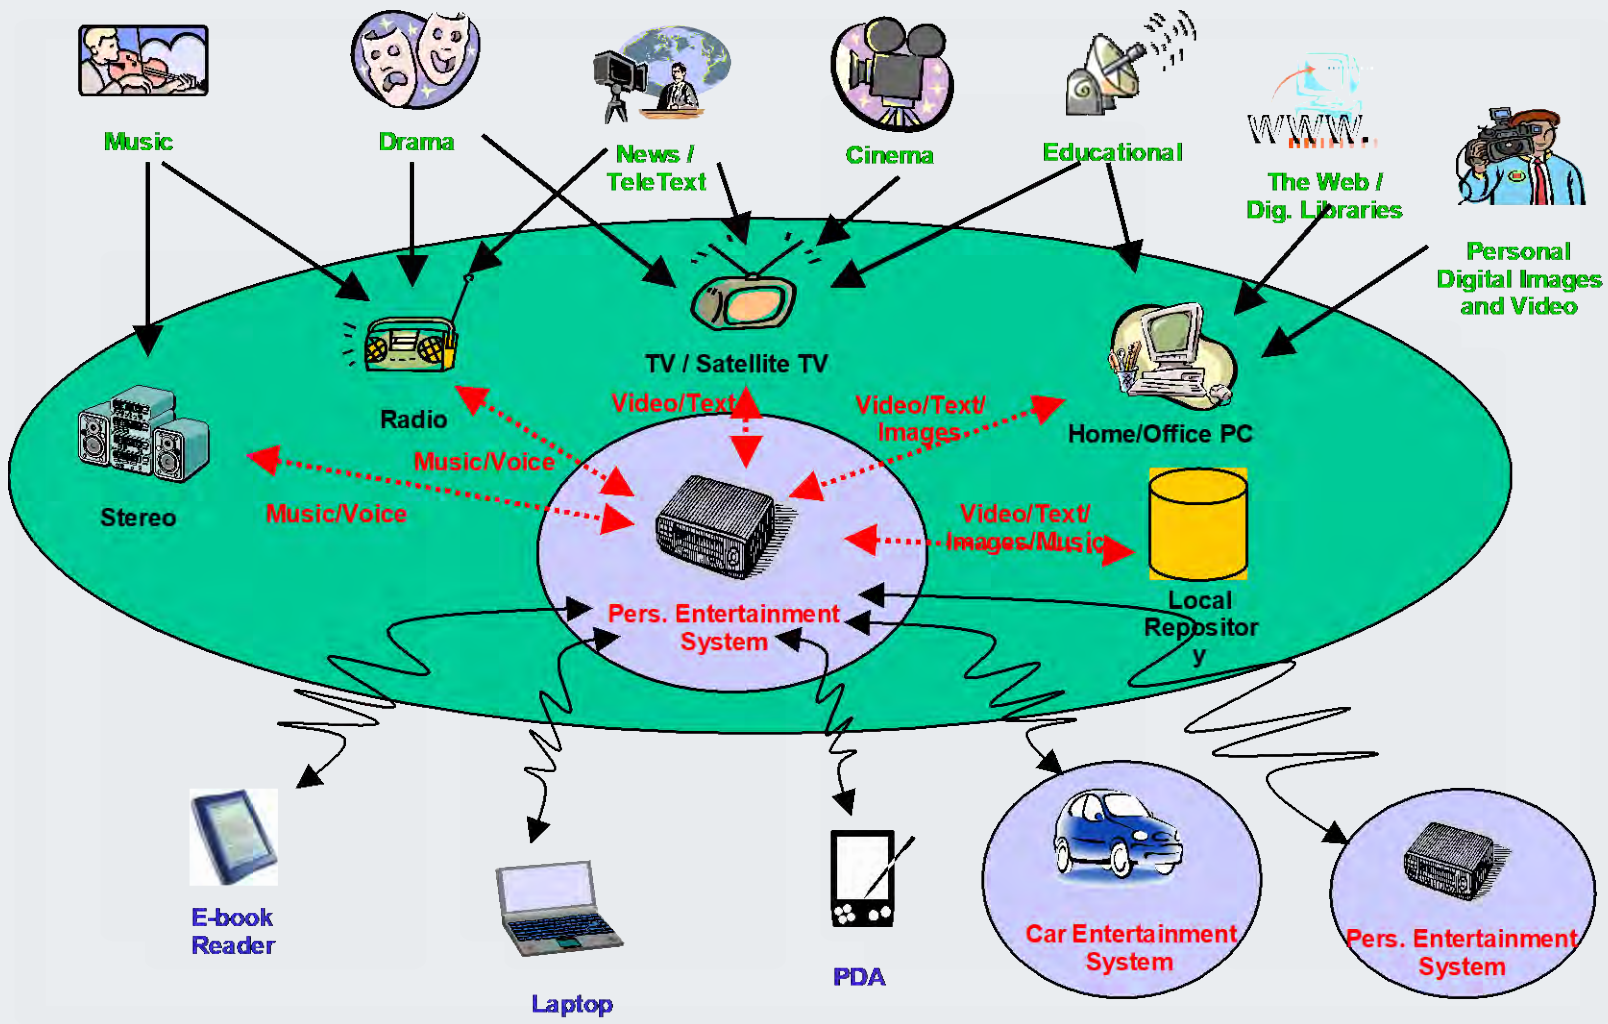 Music
Drama
News /
TeleText
Cinema
Educational
WWW.
The Web /
Dig. Libraries
Personal
Digital Images
and Video
TV / Satellite TV
Radio
Video/Text
Video/Text/
Images
Home/Office PC
Music/Voice
Stereo
Music/Voice
Video/Text/
Images/Music
Local
Repositor
y
Pers. Entertainment
System
E-book
Reader
Laptop
PDA
Car Entertainment
System
Pers. Entertainment
System